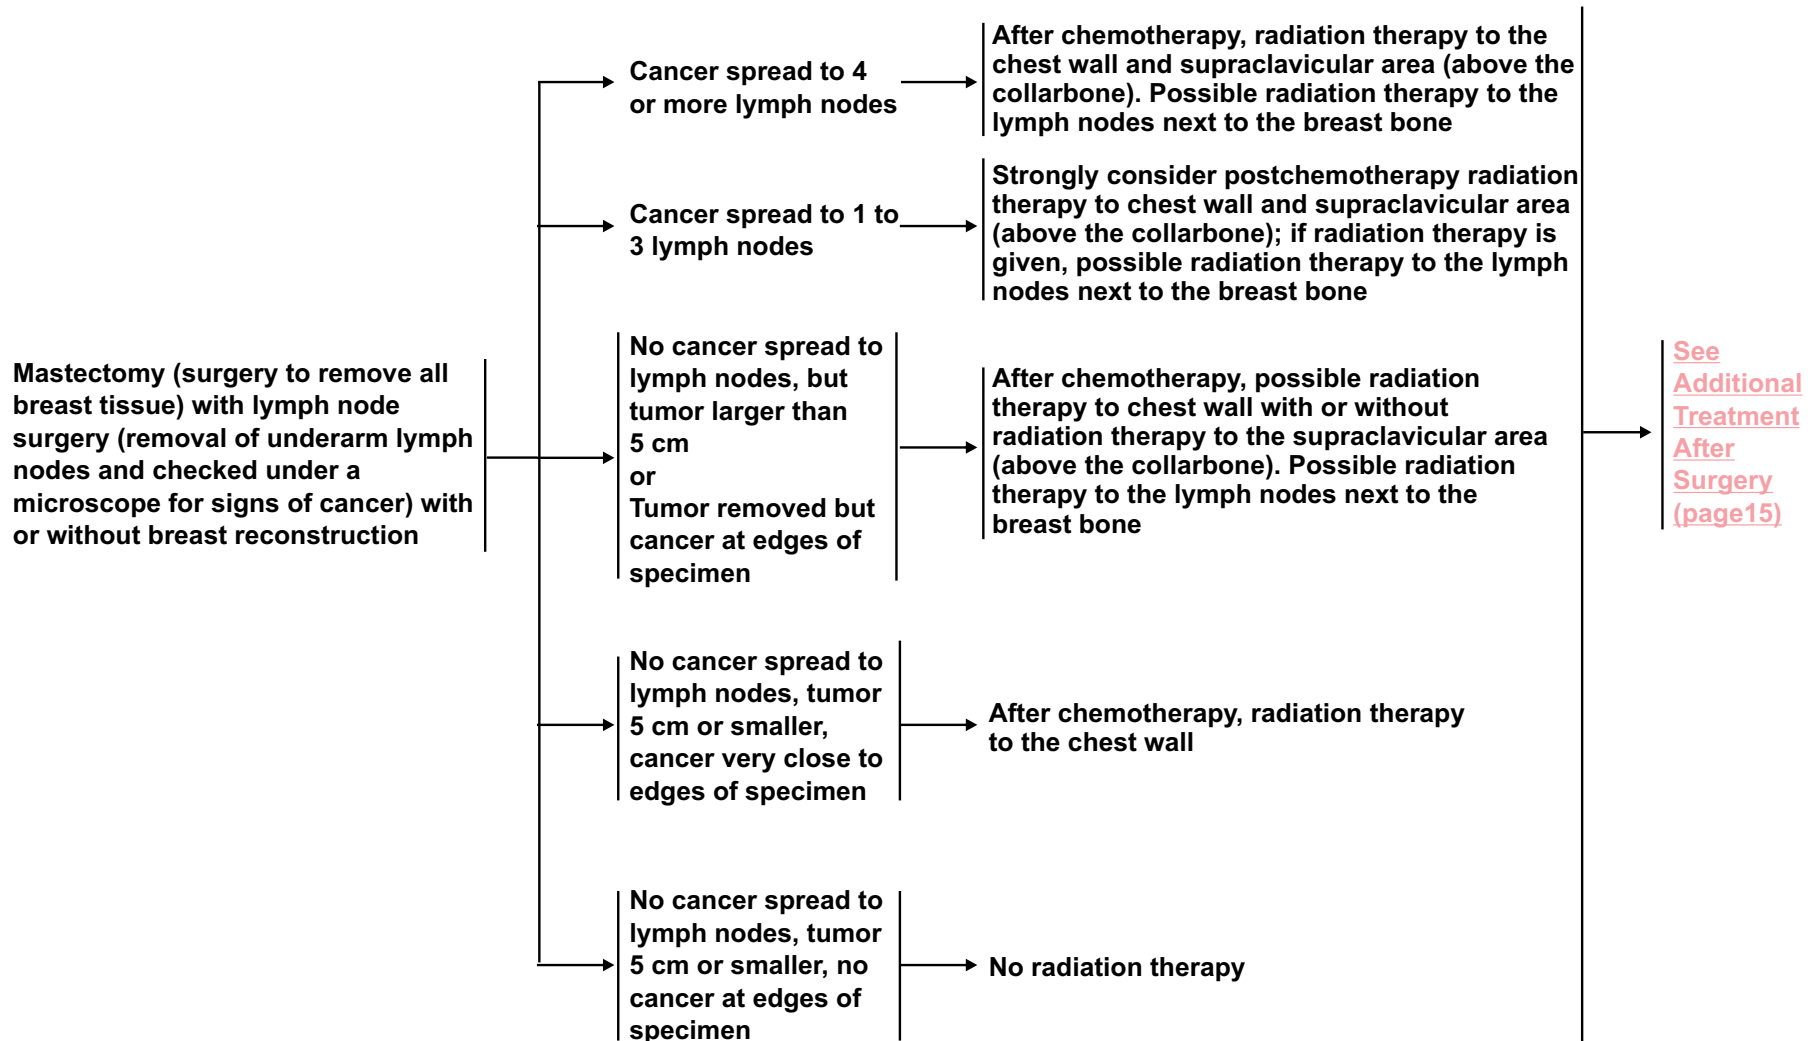 Mastectomy (surgery to remove all
breast tissue) with lymph node
surgery (removal of underarm lymph
nodes and checked under a
microscope for signs of cancer) with
or without breast reconstruction
Cancer spread to 4
or more lymph nodes
After chemotherapy, radiation therapy to the
chest wall and supraclavicular area (above the
collarbone). Possible radiation therapy to the
lymph nodes next to the breast bone
Cancer spread to 1 to
3 lymph nodes
Strongly consider postchemotherapy radiation
therapy to chest wall and supraclavicular area
(above the collarbone); if radiation therapy is
given, possible radiation therapy to the lymph
nodes next to the breast bone
No cancer spread to
lymph nodes, but
tumor larger than
5 cm
or
Tumor removed but
cancer at edges of
specimen
After chemotherapy, possible radiation
therapy to chest wall with or without
radiation therapy to the supraclavicular area
(above the collarbone). Possible radiation
therapy to the lymph nodes next to the
breast bone
No cancer spread to
lymph nodes, tumor
5 cm or smaller,
cancer very close to
edges of specimen
After chemotherapy, radiation therapy
to the chest wall
No cancer spread to
lymph nodes, tumor
5 cm or smaller, no
cancer at edges of
specimen
No radiation therapy
See
Additional
Treatment
After
Surgery
(page15)